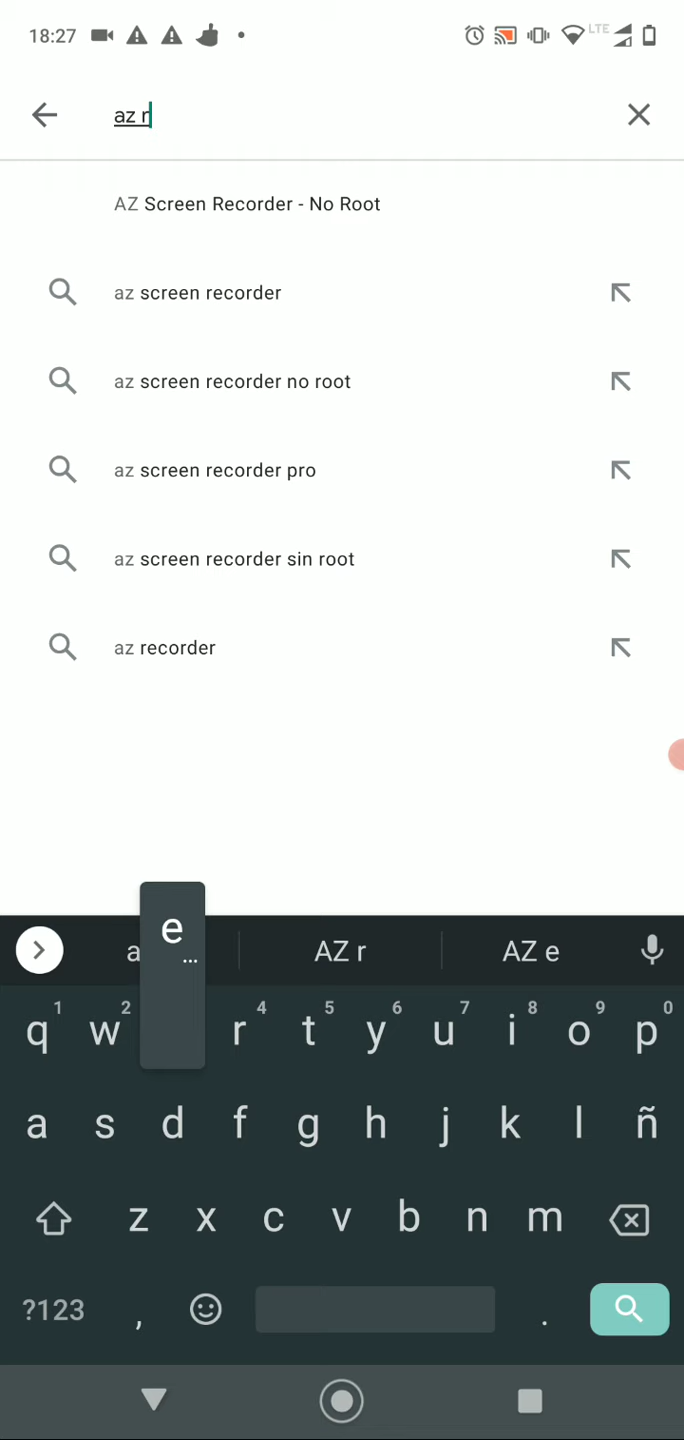 18:27 LTE
az r
AZ Screen Recorder - No Root
az screen recorder
az screen recorder no root
az screen recorder pro
az screen recorder sin root
az recorder
e
...
a AZ r AZ e
1 2 4 5 6 7 8 9 0
q w r t y u i o p
a s d f g h j k l ñ
z x c v b n m
?123 , .